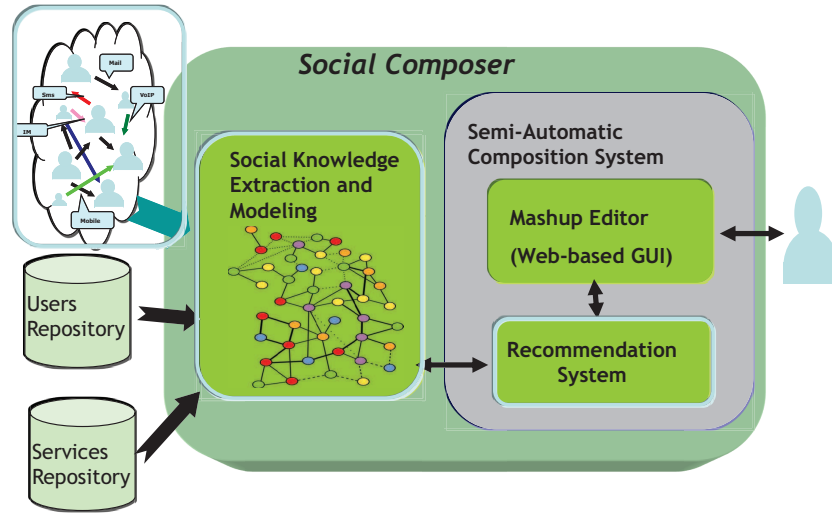 Mail
Sms
VoIP
IM
Mobile
Social Composer
Social Knowledge
Extraction and
Modeling
Semi-Automatic
Composition System
Mashup Editor
(Web-based GUI)
Recommendation
System
Users
Repository
Services
Repository